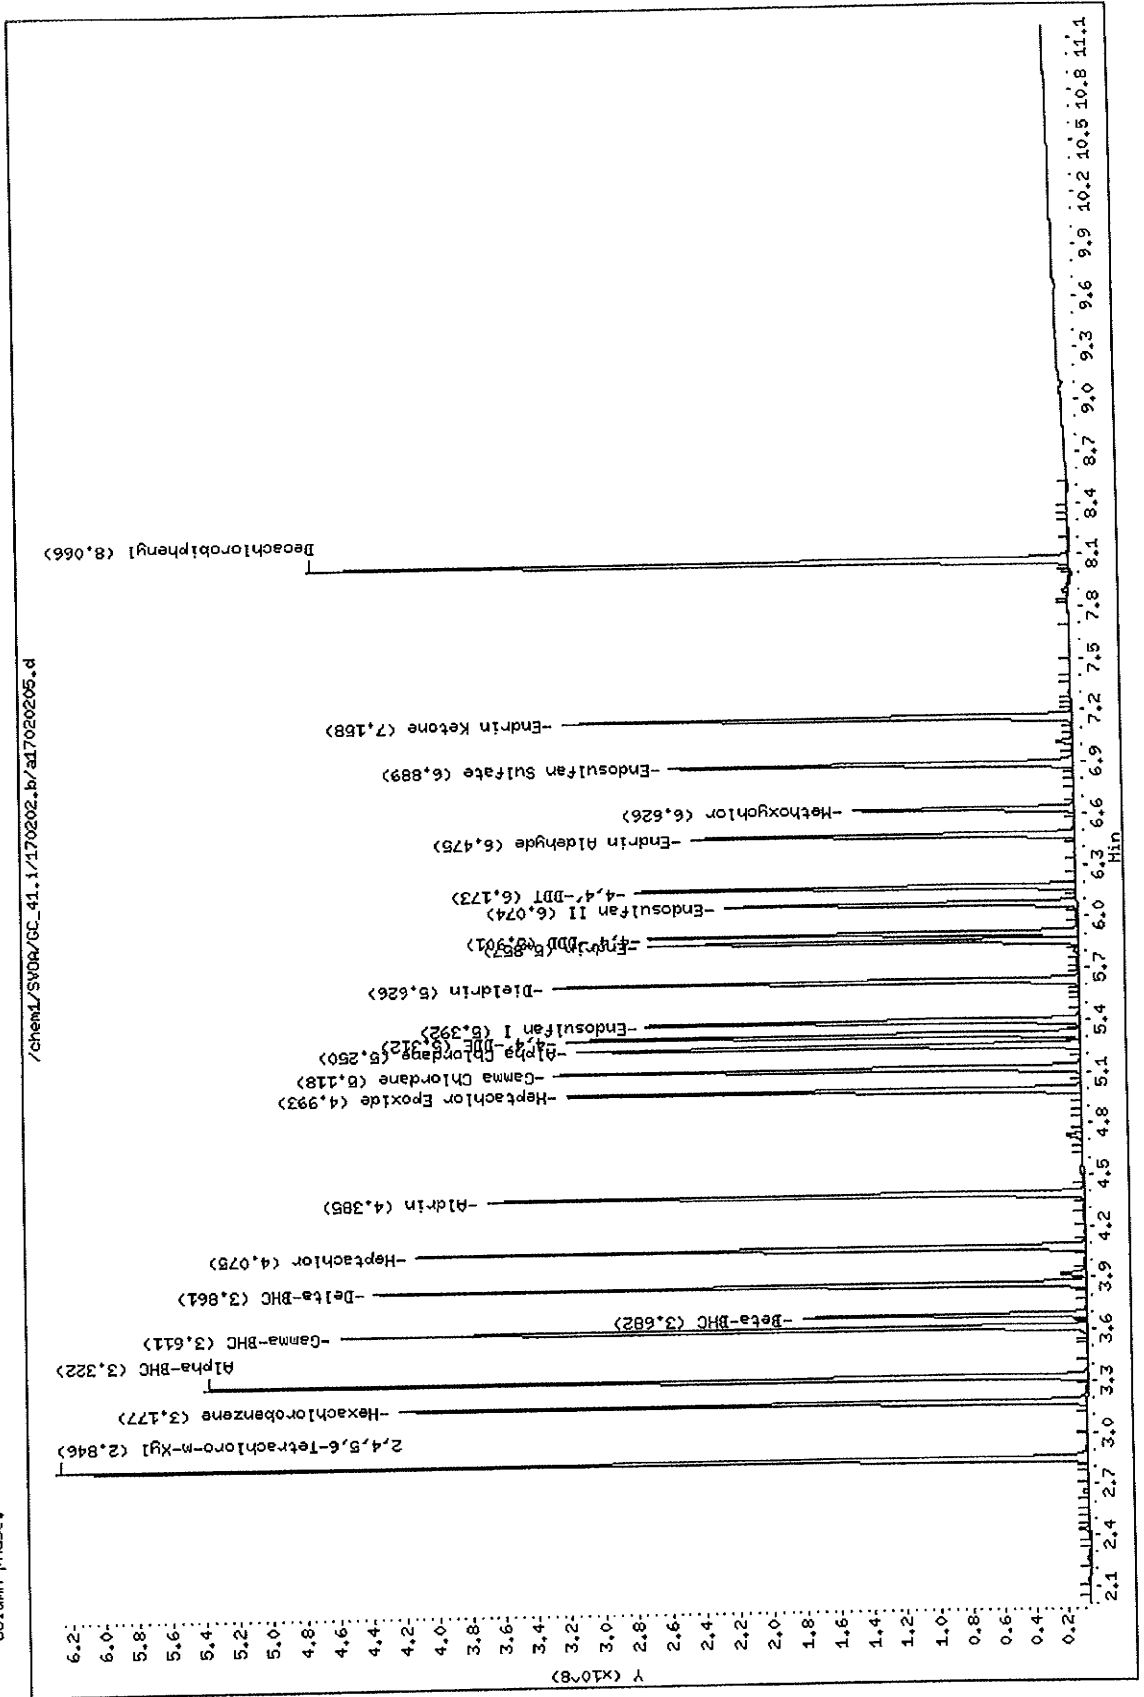 /chem1/SVOA/GC_41.i/170202.b/a17020205.d
Y (x10^8)
6.2
6.0
5.8
5.6
5.4
5.2
5.0
4.8
4.6
4.4
4.2
4.0
3.8
3.6
3.4
3.2
3.0
2.8
2.6
2.4
2.2
2.0
1.8
1.6
1.4
1.2
1.0
0.8
0.6
0.4
0.2
2,4,5,6-Tetrachloro-m-Xyl (2.846)
-Hexachlorobenzene (3.177)
Alpha-BHC (3.322)
-Gamma-BHC (3.611)
-Beta-BHC (3.682)
-Delta-BHC (3.861)
-Heptachlor (4.075)
-Aldrin (4.385)
-Heptachlor Epoxide (4.993)
-Gamma Chlordane (5.118)
-Alpha Chlordane (5.250)
-4,4'-DDE (5.312)
-Endosulfan I (5.392)
-Dieldrin (5.626)
-Endrin (5.857)
-4,4'-DDD (5.901)
-Endosulfan II (6.074)
-4,4'-DDT (6.173)
-Endrin Aldehyde (6.475)
-Methoxychlor (6.626)
-Endosulfan Sulfate (6.889)
-Endrin Ketone (7.158)
Decachlorobiphenyl (8.066)
2.1 2.4 2.7 3.0 3.3 3.6 3.9 4.2 4.5 4.8 5.1 5.4 5.7 6.0 6.3 6.6 6.9 7.2 7.5 7.8 8.1 8.4 8.7 9.0 9.3 9.6 9.9 10.2 10.5 10.8 11.1
Min